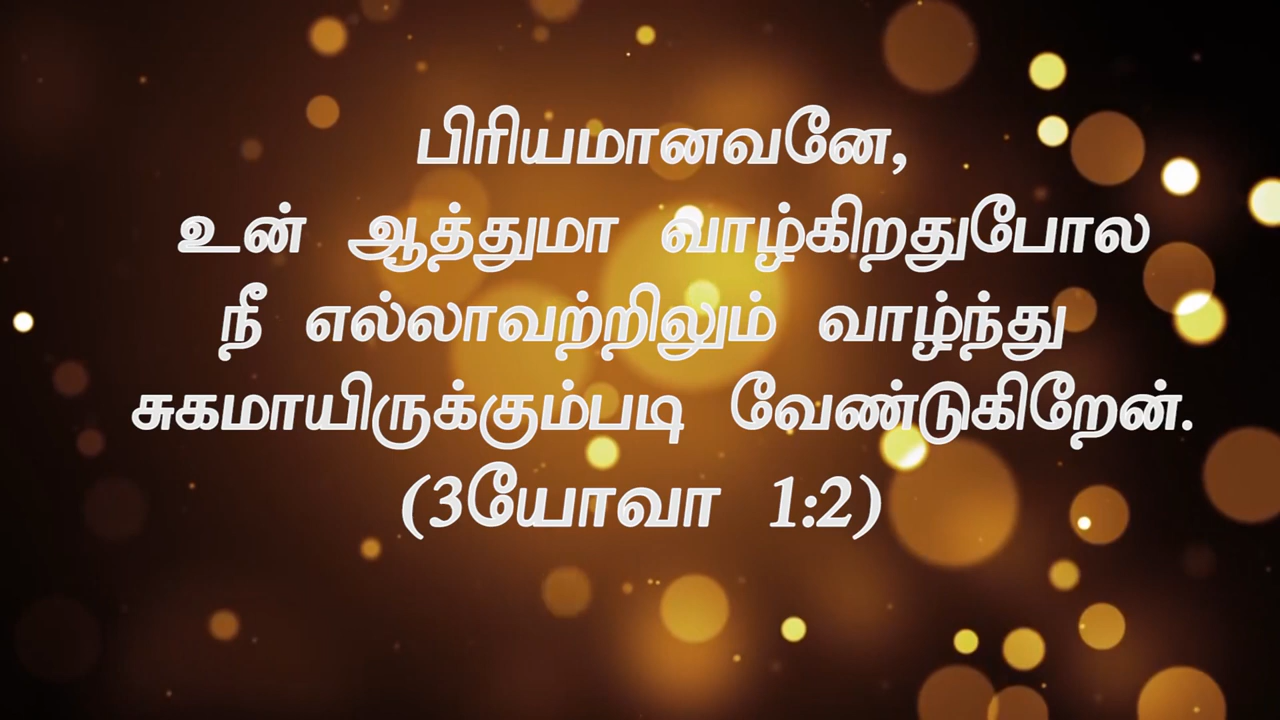 பிரியமானவனே,
உன் ஆத்துமா வாழ்கிறதுபோல
நீ எல்லாவற்றிலும் வாழ்ந்து
சுகமாயிருக்கும்படி வேண்டுகிறேன்.
(3யோவா 1:2)